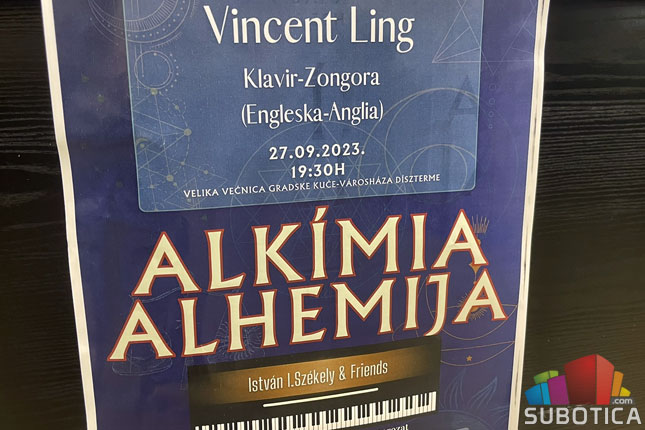 Vincent Ling
Klavir-Zongora
(Engleska-Anglia)
27.09.2023.
19:30H
VELIKA VEĆNICA GRADSKE KUĆE-VÁROSHÁZA DÍSZTERME
ALKÍMIA
ALHEMIJA
István I.Székely & Friends
.com
SUBOTICA